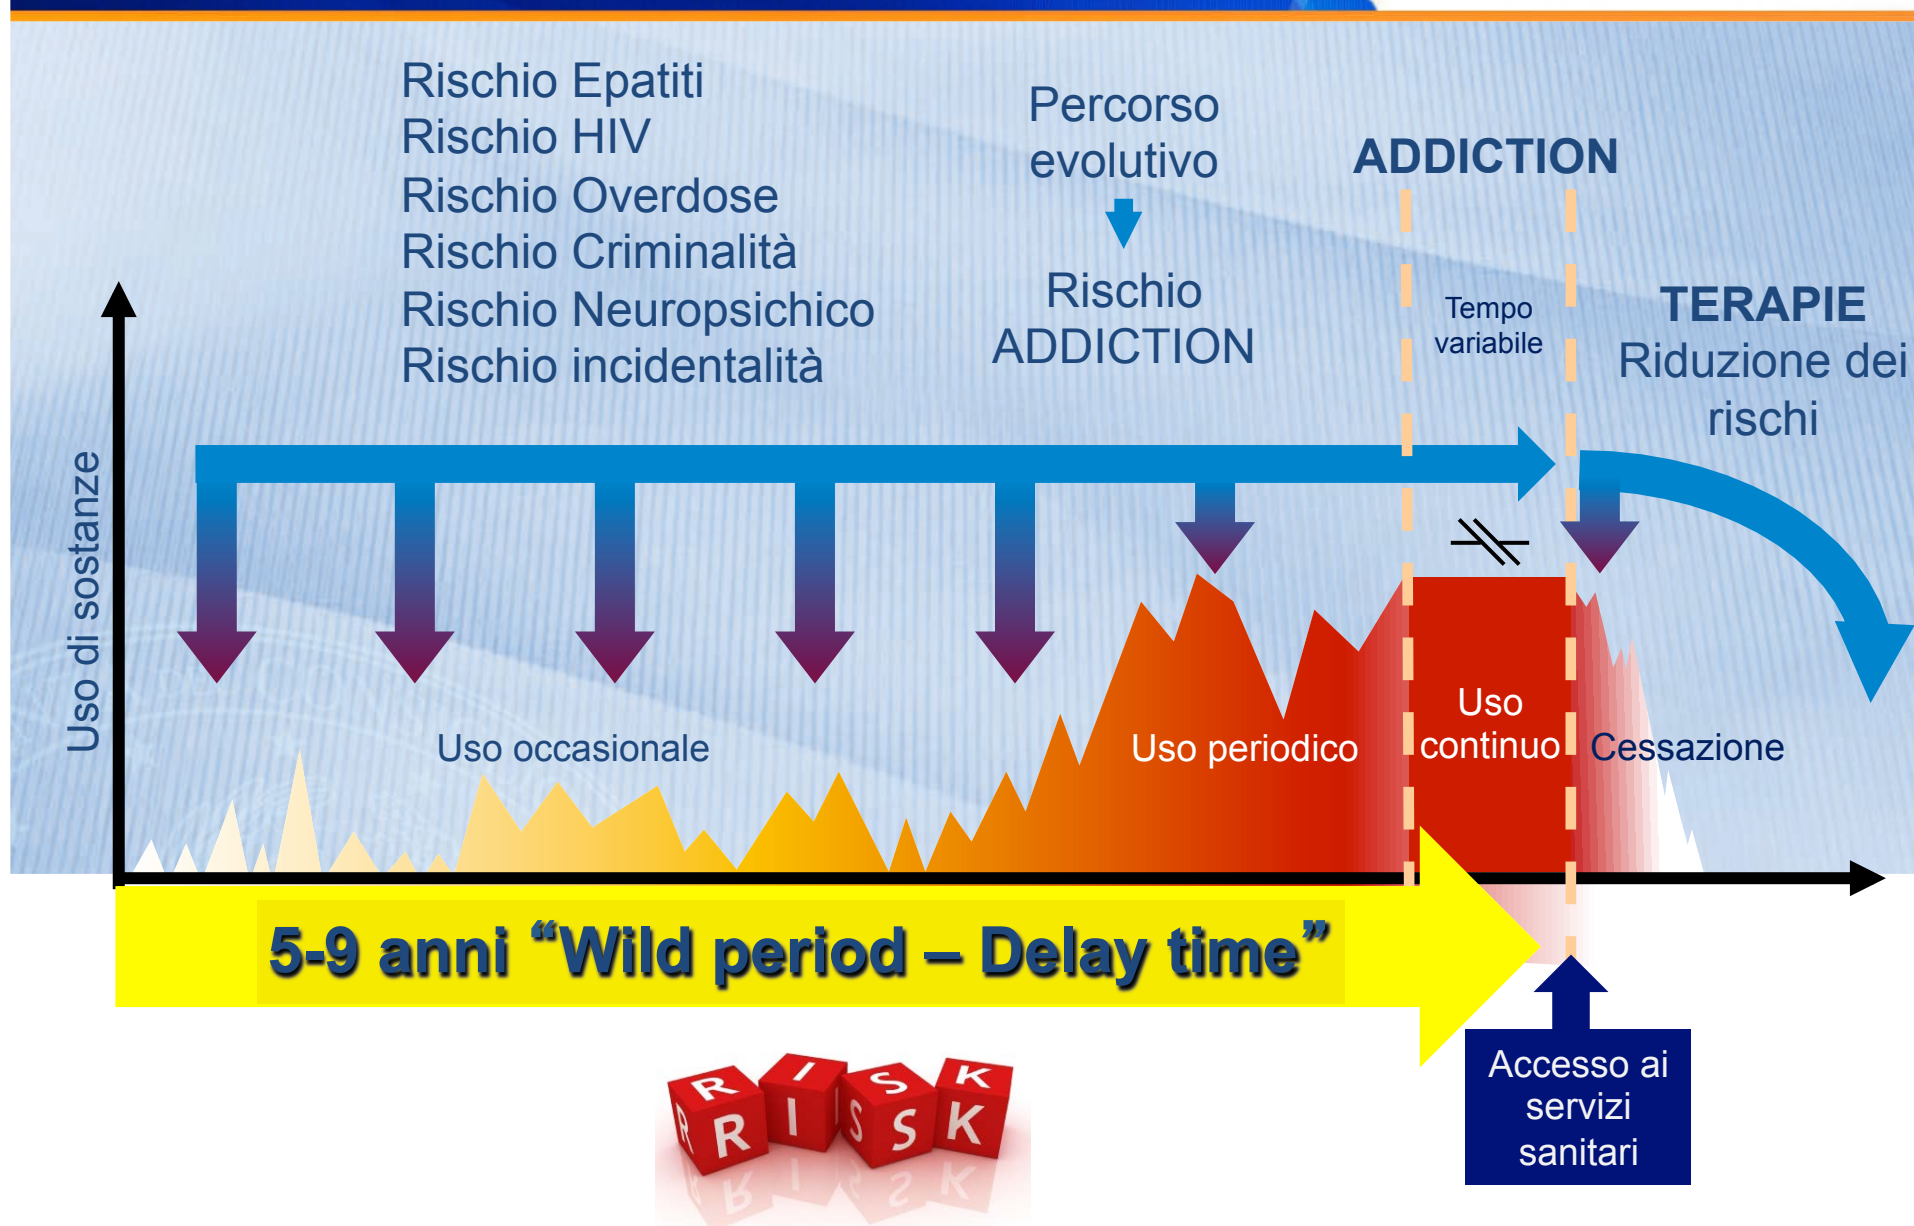 Rischio Epatiti
Rischio HIV
Rischio Overdose
Rischio Criminalità
Rischio Neuropsichico
Rischio incidentalità
Percorso
evolutivo
Rischio
ADDICTION
ADDICTION
Tempo
variabile
TERAPIE
Riduzione dei
rischi
Uso di sostanze
Uso occasionale
Uso periodico
Uso
continuo
Cessazione
5-9 anni “Wild period – Delay time”
R I S K
R R I S S K
Accesso ai
servizi
sanitari